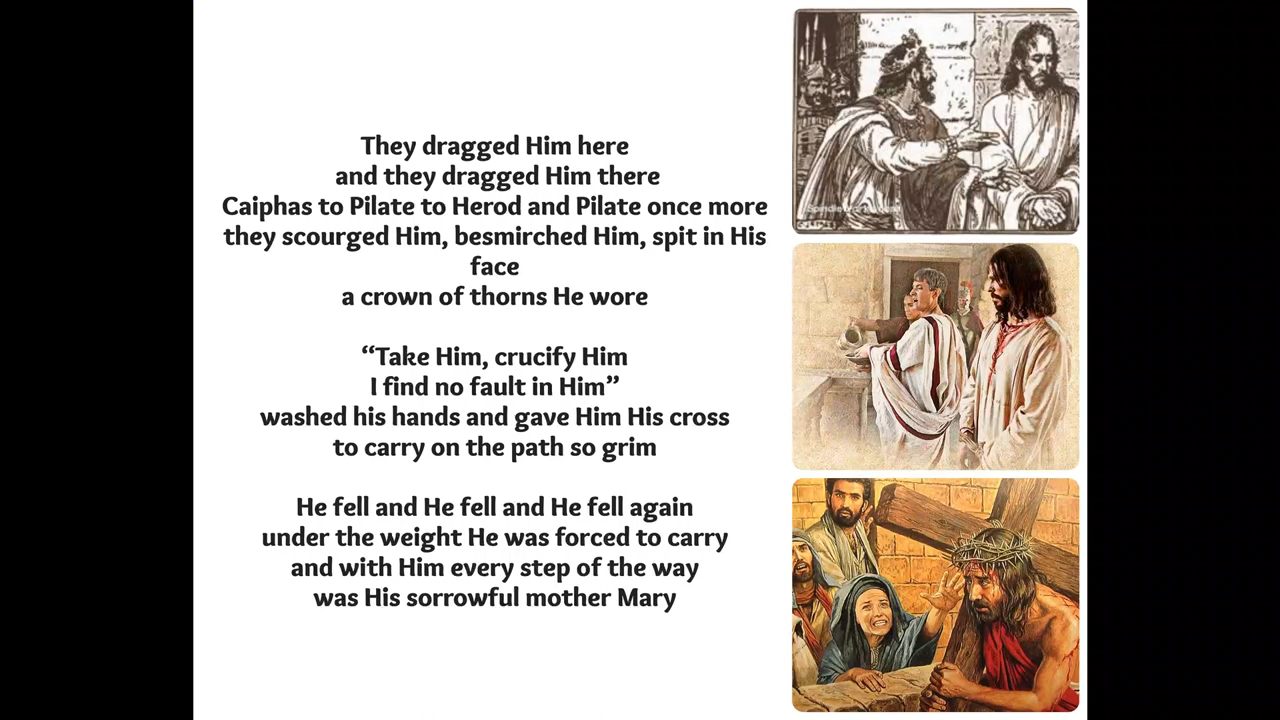 They dragged Him here
and they dragged Him there
Caiphas to Pilate to Herod and Pilate once more
they scourged Him, besmirched Him, spit in His
face
a crown of thorns He wore
“Take Him, crucify Him
I find no fault in Him”
washed his hands and gave Him His cross
to carry on the path so grim
He fell and He fell and He fell again
under the weight He was forced to carry
and with Him every step of the way
was His sorrowful mother Mary